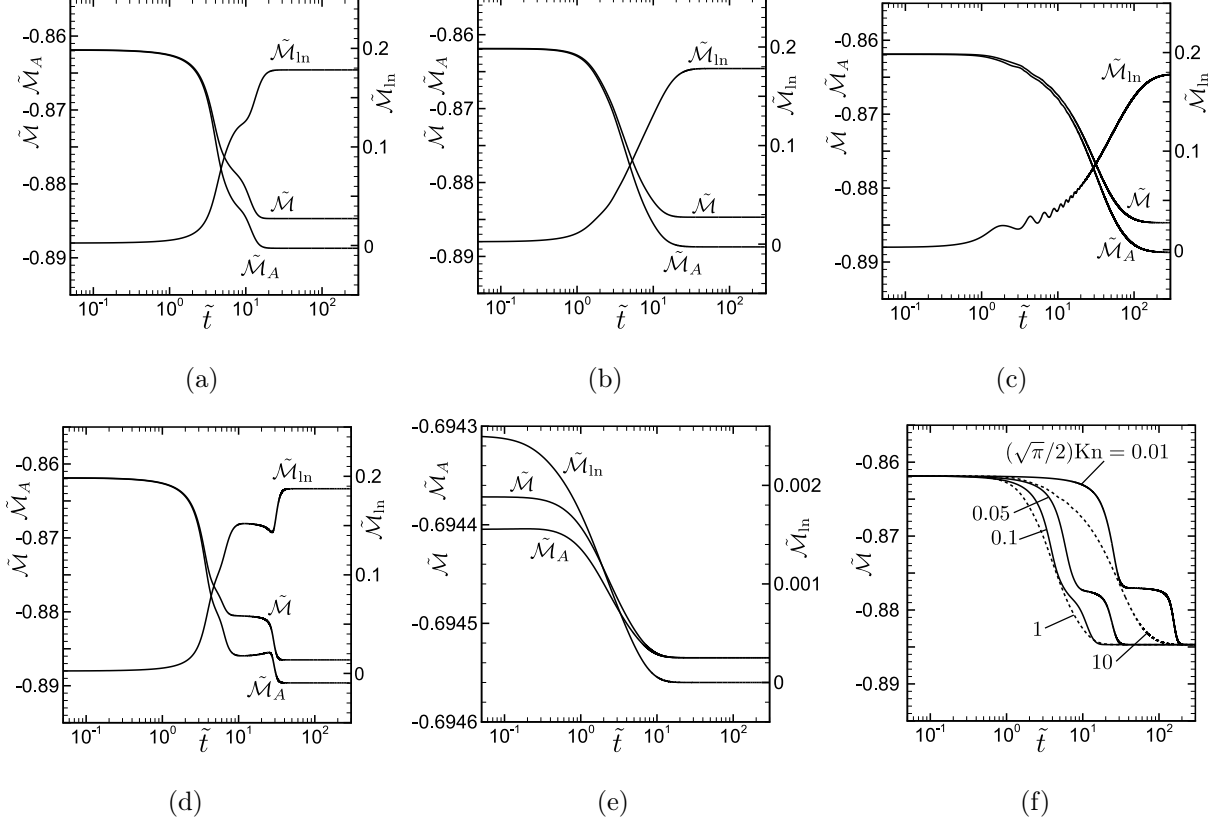 -0.86
-0.87
-0.88
-0.89
M̃_A
M̃
0.2
0.1
0
M̃_ln
M̃_ln
M̃
M̃_A
10^-1 10^0 10^1 10^2
t̃
(a)
-0.86
-0.87
-0.88
-0.89
M̃_A
M̃
0.2
0.1
0
M̃_ln
M̃_ln
M̃
M̃_A
10^-1 10^0 10^1 10^2
t̃
(b)
-0.86
-0.87
-0.88
-0.89
M̃_A
M̃
0.2
0.1
0
M̃_ln
M̃_ln
M̃
M̃_A
10^-1 10^0 10^1 10^2
t̃
(c)
-0.86
-0.87
-0.88
-0.89
M̃_A
M̃
0.2
0.1
0
M̃_ln
M̃_ln
M̃
M̃_A
10^-1 10^0 10^1 10^2
t̃
(d)
-0.6943
-0.6944
-0.6945
-0.6946
M̃_A
M̃
0.002
0.001
0
M̃_ln
M̃_ln
M̃
M̃_A
10^-1 10^0 10^1 10^2
t̃
(e)
-0.86
-0.87
-0.88
-0.89
M̃
(√π/2)Kn = 0.01
0.05
0.1
1
10
10^-1 10^0 10^1 10^2
t̃
(f)